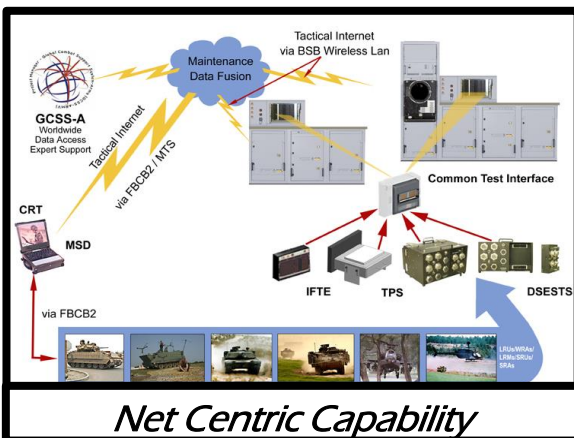 Tactical Internet
via BSB Wireless Lan
Maintenance
Data Fusion
GCSS-A
Worldwide
Data Access
Expert Support
Tactical Internet
via FBCB2 / MTS
Common Test Interface
CRT
MSD
IFTE
TPS
DSESTS
via FBCB2
LRUs/WRAs/
LRMs/SRUs/
SRAs
Net Centric Capability